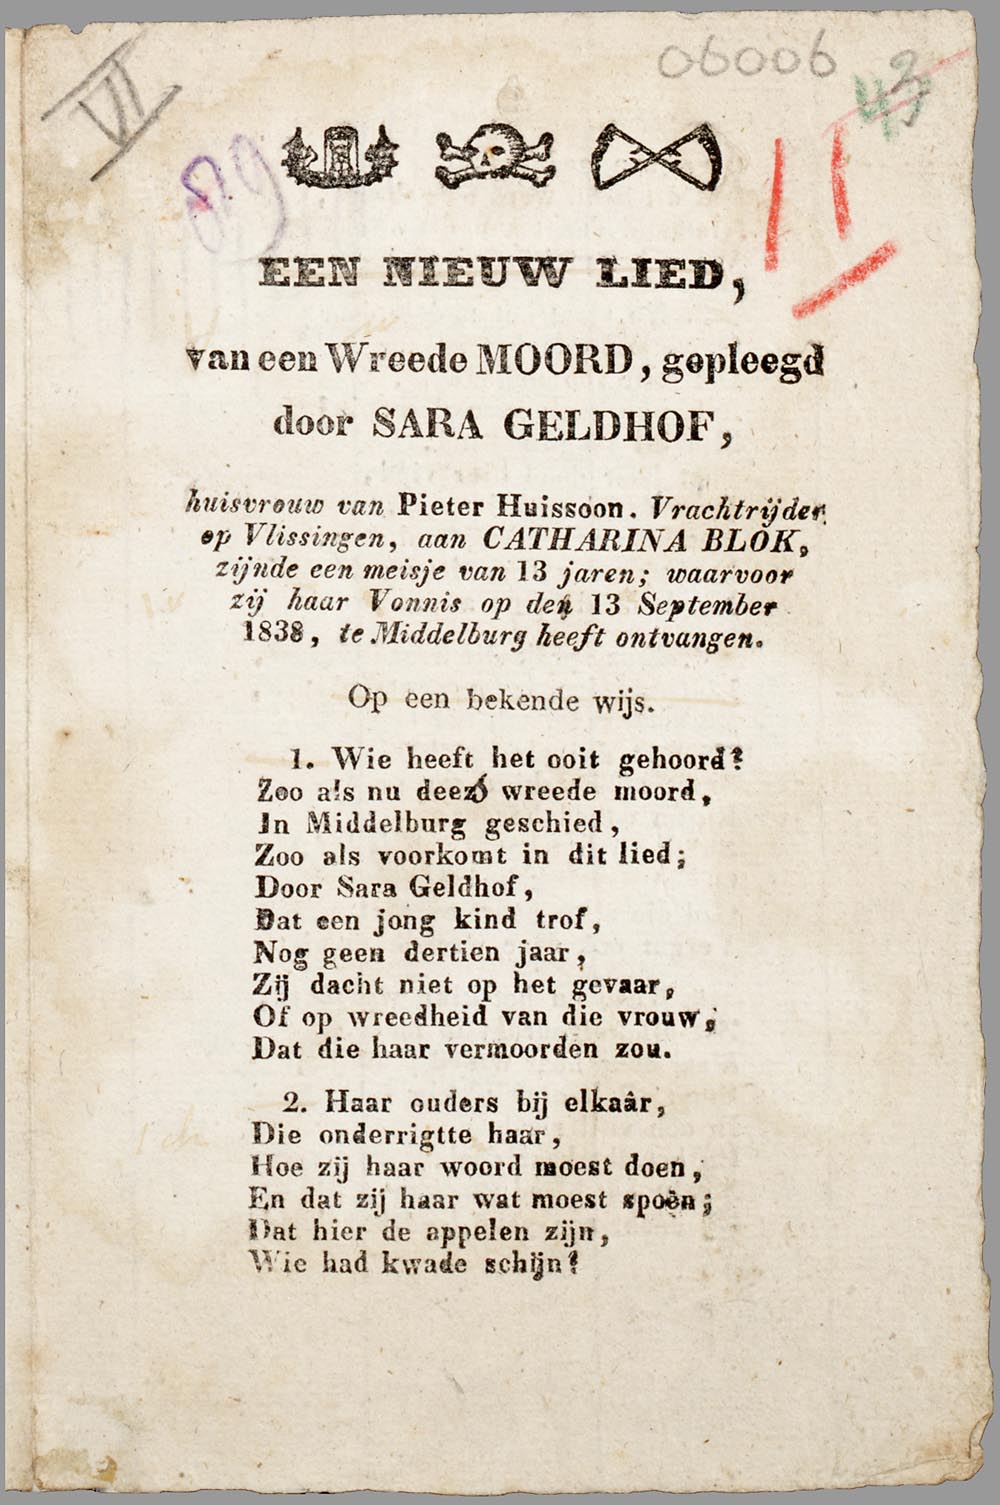 VI
06006
2
89
EEN NIEUW LIED,
van een Wreede MOORD, gepleegd
door SARA GELDHOF,
huisvrouw van Pieter Huissoon. Vrachtrijder
op Vlissingen, aan CATHARINA BLOK,
zijnde een meisje van 13 jaren; waarvoor
zij haar Vonnis op den 13 September
1838, te Middelburg heeft ontvangen.
Op een bekende wijs.
1. Wie heeft het ooit gehoord?
Zoo als nu deezó wreede moord,
In Middelburg geschied,
Zoo als voorkomt in dit lied;
Door Sara Geldhof,
Dat een jong kind trof,
Nog geen dertien jaar,
Zij dacht niet op het gevaar,
Of op wreedheid van die vrouw,
Dat die haar vermoorden zou.
2. Haar ouders bij elkaâr,
Die onderrigtte haar,
Hoe zij haar woord moest doen,
En dat zij haar wat moest spoên;
Dat hier de appelen zijn,
Wie had kwade schijn?